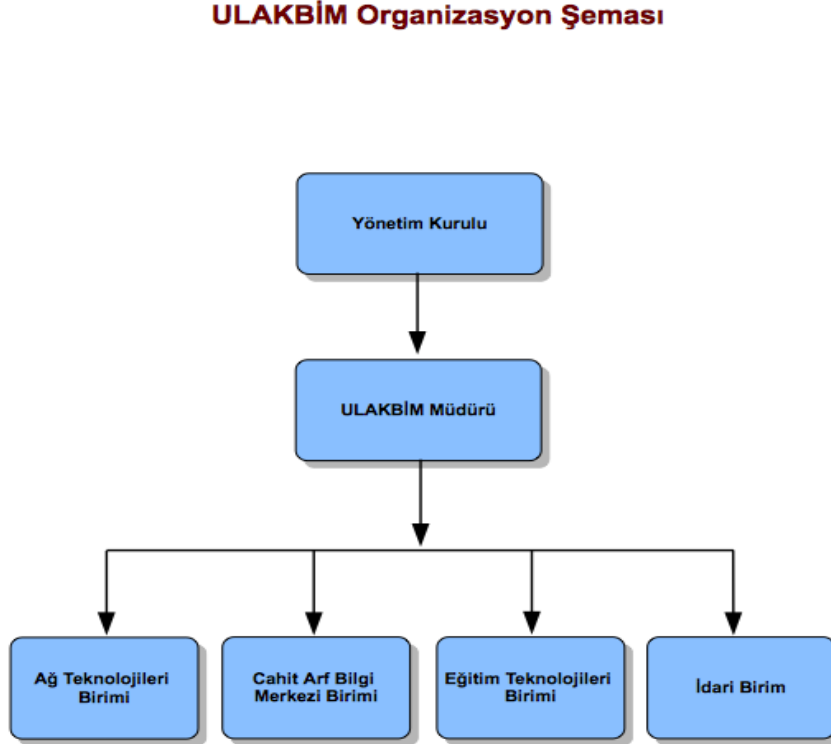 ULAKBİM Organizasyon Şeması
Yönetim Kurulu
ULAKBİM Müdürü
Ağ Teknolojileri
Birimi
Cahit Arf Bilgi
Merkezi Birimi
Eğitim Teknolojileri
Birimi
İdari Birim